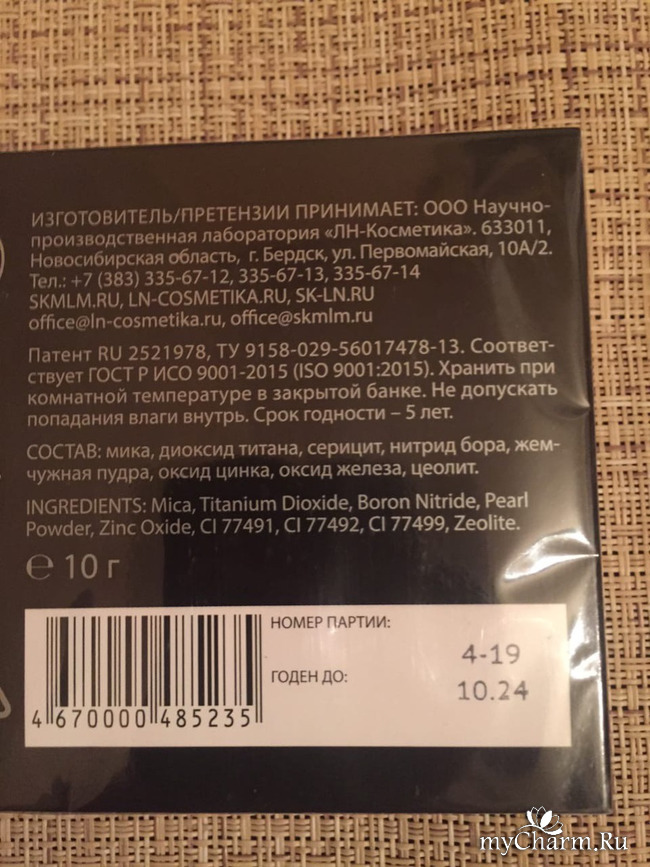 ИЗГОТОВИТЕЛЬ/ПРЕТЕНЗИИ ПРИНИМАЕТ: ООО Научно-
производственная лаборатория «ЛН-Косметика». 633011,
Новосибирская область, г. Бердск, ул. Первомайская, 10А/2.
Тел.: +7 (383) 335-67-12, 335-67-13, 335-67-14
SKMLM.RU, LN-COSMETIKA.RU, SK-LN.RU
office@ln-cosmetika.ru, office@skmlm.ru
Патент RU 2521978, ТУ 9158-029-56017478-13. Соответ-
ствует ГОСТ Р ИСО 9001-2015 (ISO 9001:2015). Хранить при
комнатной температуре в закрытой банке. Не допускать
попадания влаги внутрь. Срок годности – 5 лет.
СОСТАВ: мика, диоксид титана, серицит, нитрид бора, жем-
чужная пудра, оксид цинка, оксид железа, цеолит.
INGREDIENTS: Mica, Titanium Dioxide, Boron Nitride, Pearl
Powder, Zinc Oxide, CI 77491, CI 77492, CI 77499, Zeolite.
℮ 10 г
НОМЕР ПАРТИИ:
4-19
ГОДЕН ДО:
10.24
4 670000 485235
myCharm.Ru